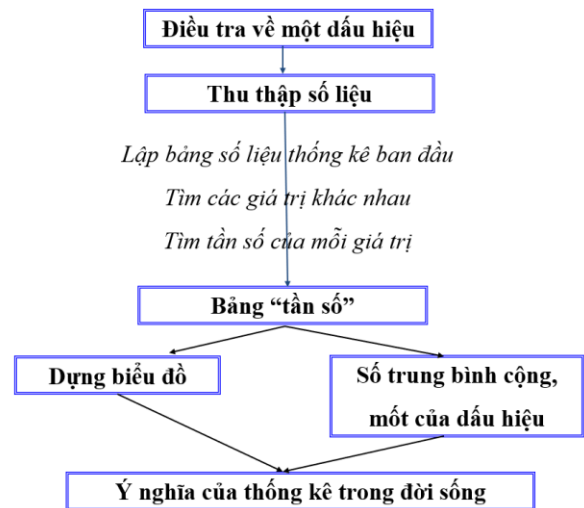 Điều tra về một dấu hiệu
Thu thập số liệu
Lập bảng số liệu thống kê ban đầu
Tìm các giá trị khác nhau
Tìm tần số của mỗi giá trị
Bảng “tần số”
Dựng biểu đồ
Số trung bình cộng,
mốt của dấu hiệu
Ý nghĩa của thống kê trong đời sống